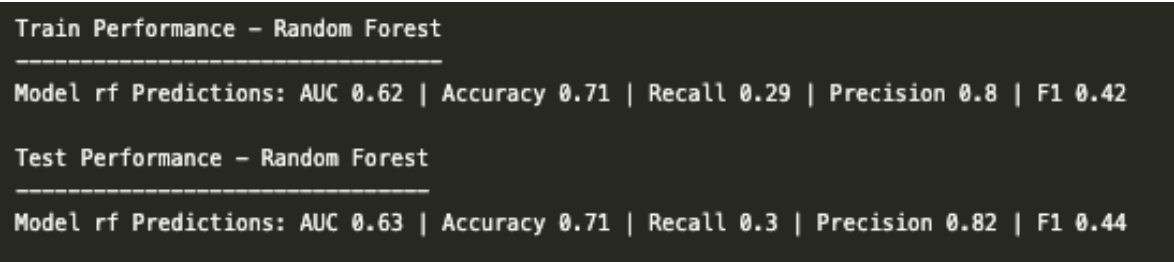 Train Performance – Random Forest
---------------------------------
Model rf Predictions: AUC 0.62 | Accuracy 0.71 | Recall 0.29 | Precision 0.8 | F1 0.42
Test Performance – Random Forest
--------------------------------
Model rf Predictions: AUC 0.63 | Accuracy 0.71 | Recall 0.3 | Precision 0.82 | F1 0.44